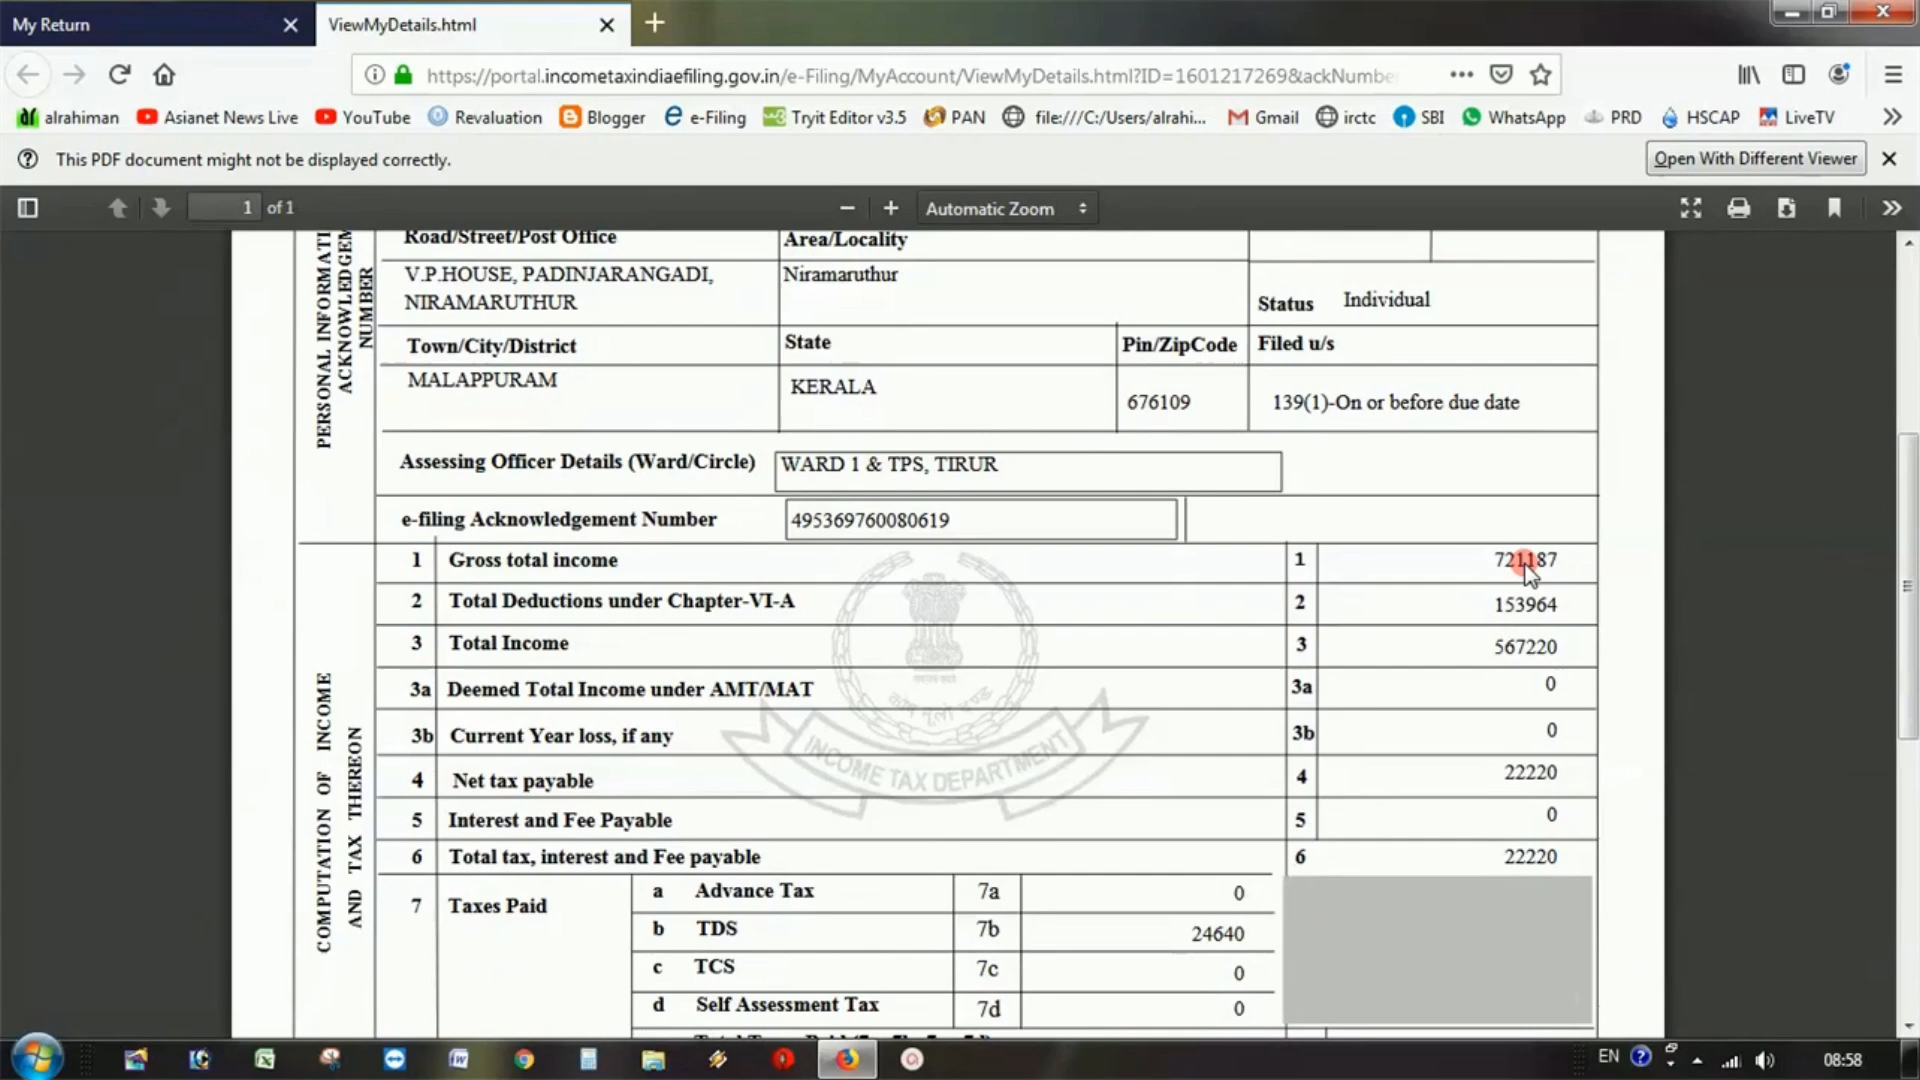 My Return
ViewMyDetails.html
https://portal.incometaxindiaefiling.gov.in/e-Filing/MyAccount/ViewMyDetails.html?ID=1601217269&ackNumbe
alrahiman Asianet News Live YouTube Revaluation Blogger e-Filing Tryit Editor v3.5 PAN file:///C:/Users/alrahi... Gmail irctc SBI WhatsApp PRD HSCAP LiveTV
This PDF document might not be displayed correctly.
Open With Different Viewer
1 of 1
Automatic Zoom
ACKNOWLEDGEM
NUMBER
Road/Street/Post Office
Area/Locality
V.P.HOUSE, PADINJARANGADI,
NIRAMARUTHUR
Niramaruthur
Status Individual
Town/City/District
State
Pin/ZipCode
Filed u/s
MALAPPURAM
KERALA
676109
139(1)-On or before due date
Assessing Officer Details (Ward/Circle)
WARD 1 & TPS, TIRUR
e-filing Acknowledgement Number
495369760080619
COMPUTATION OF INCOME
AND TAX THEREON
1 Gross total income 1 721187
2 Total Deductions under Chapter-VI-A 2 153964
3 Total Income 3 567220
3a Deemed Total Income under AMT/MAT 3a 0
3b Current Year loss, if any 3b 0
4 Net tax payable 4 22220
5 Interest and Fee Payable 5 0
6 Total tax, interest and Fee payable 6 22220
7 Taxes Paid
a Advance Tax 7a 0
b TDS 7b 24640
c TCS 7c 0
d Self Assessment Tax 7d 0
INCOME TAX DEPARTMENT
EN
08:58